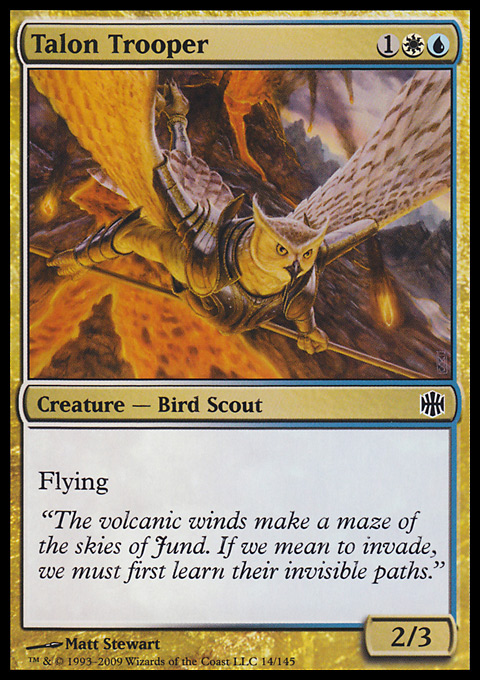 Talon Trooper 1
Creature — Bird Scout
Flying
“The volcanic winds make a maze of
the skies of Jund. If we mean to invade,
we must first learn their invisible paths.”
2/3
Matt Stewart
™ & © 1993–2009 Wizards of the Coast LLC 14/145